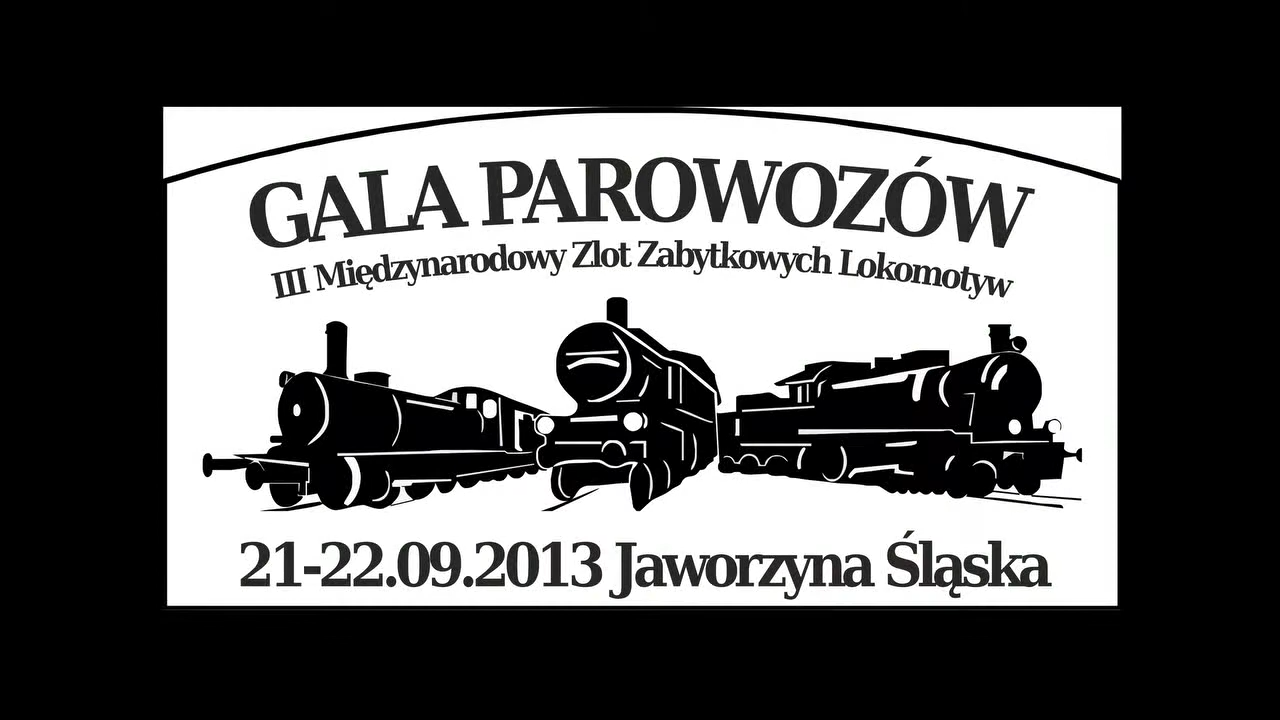 GALA PAROWOZÓW
III Międzynarodowy Zlot Zabytkowych Lokomotyw
21-22.09.2013 Jaworzyna Śląska